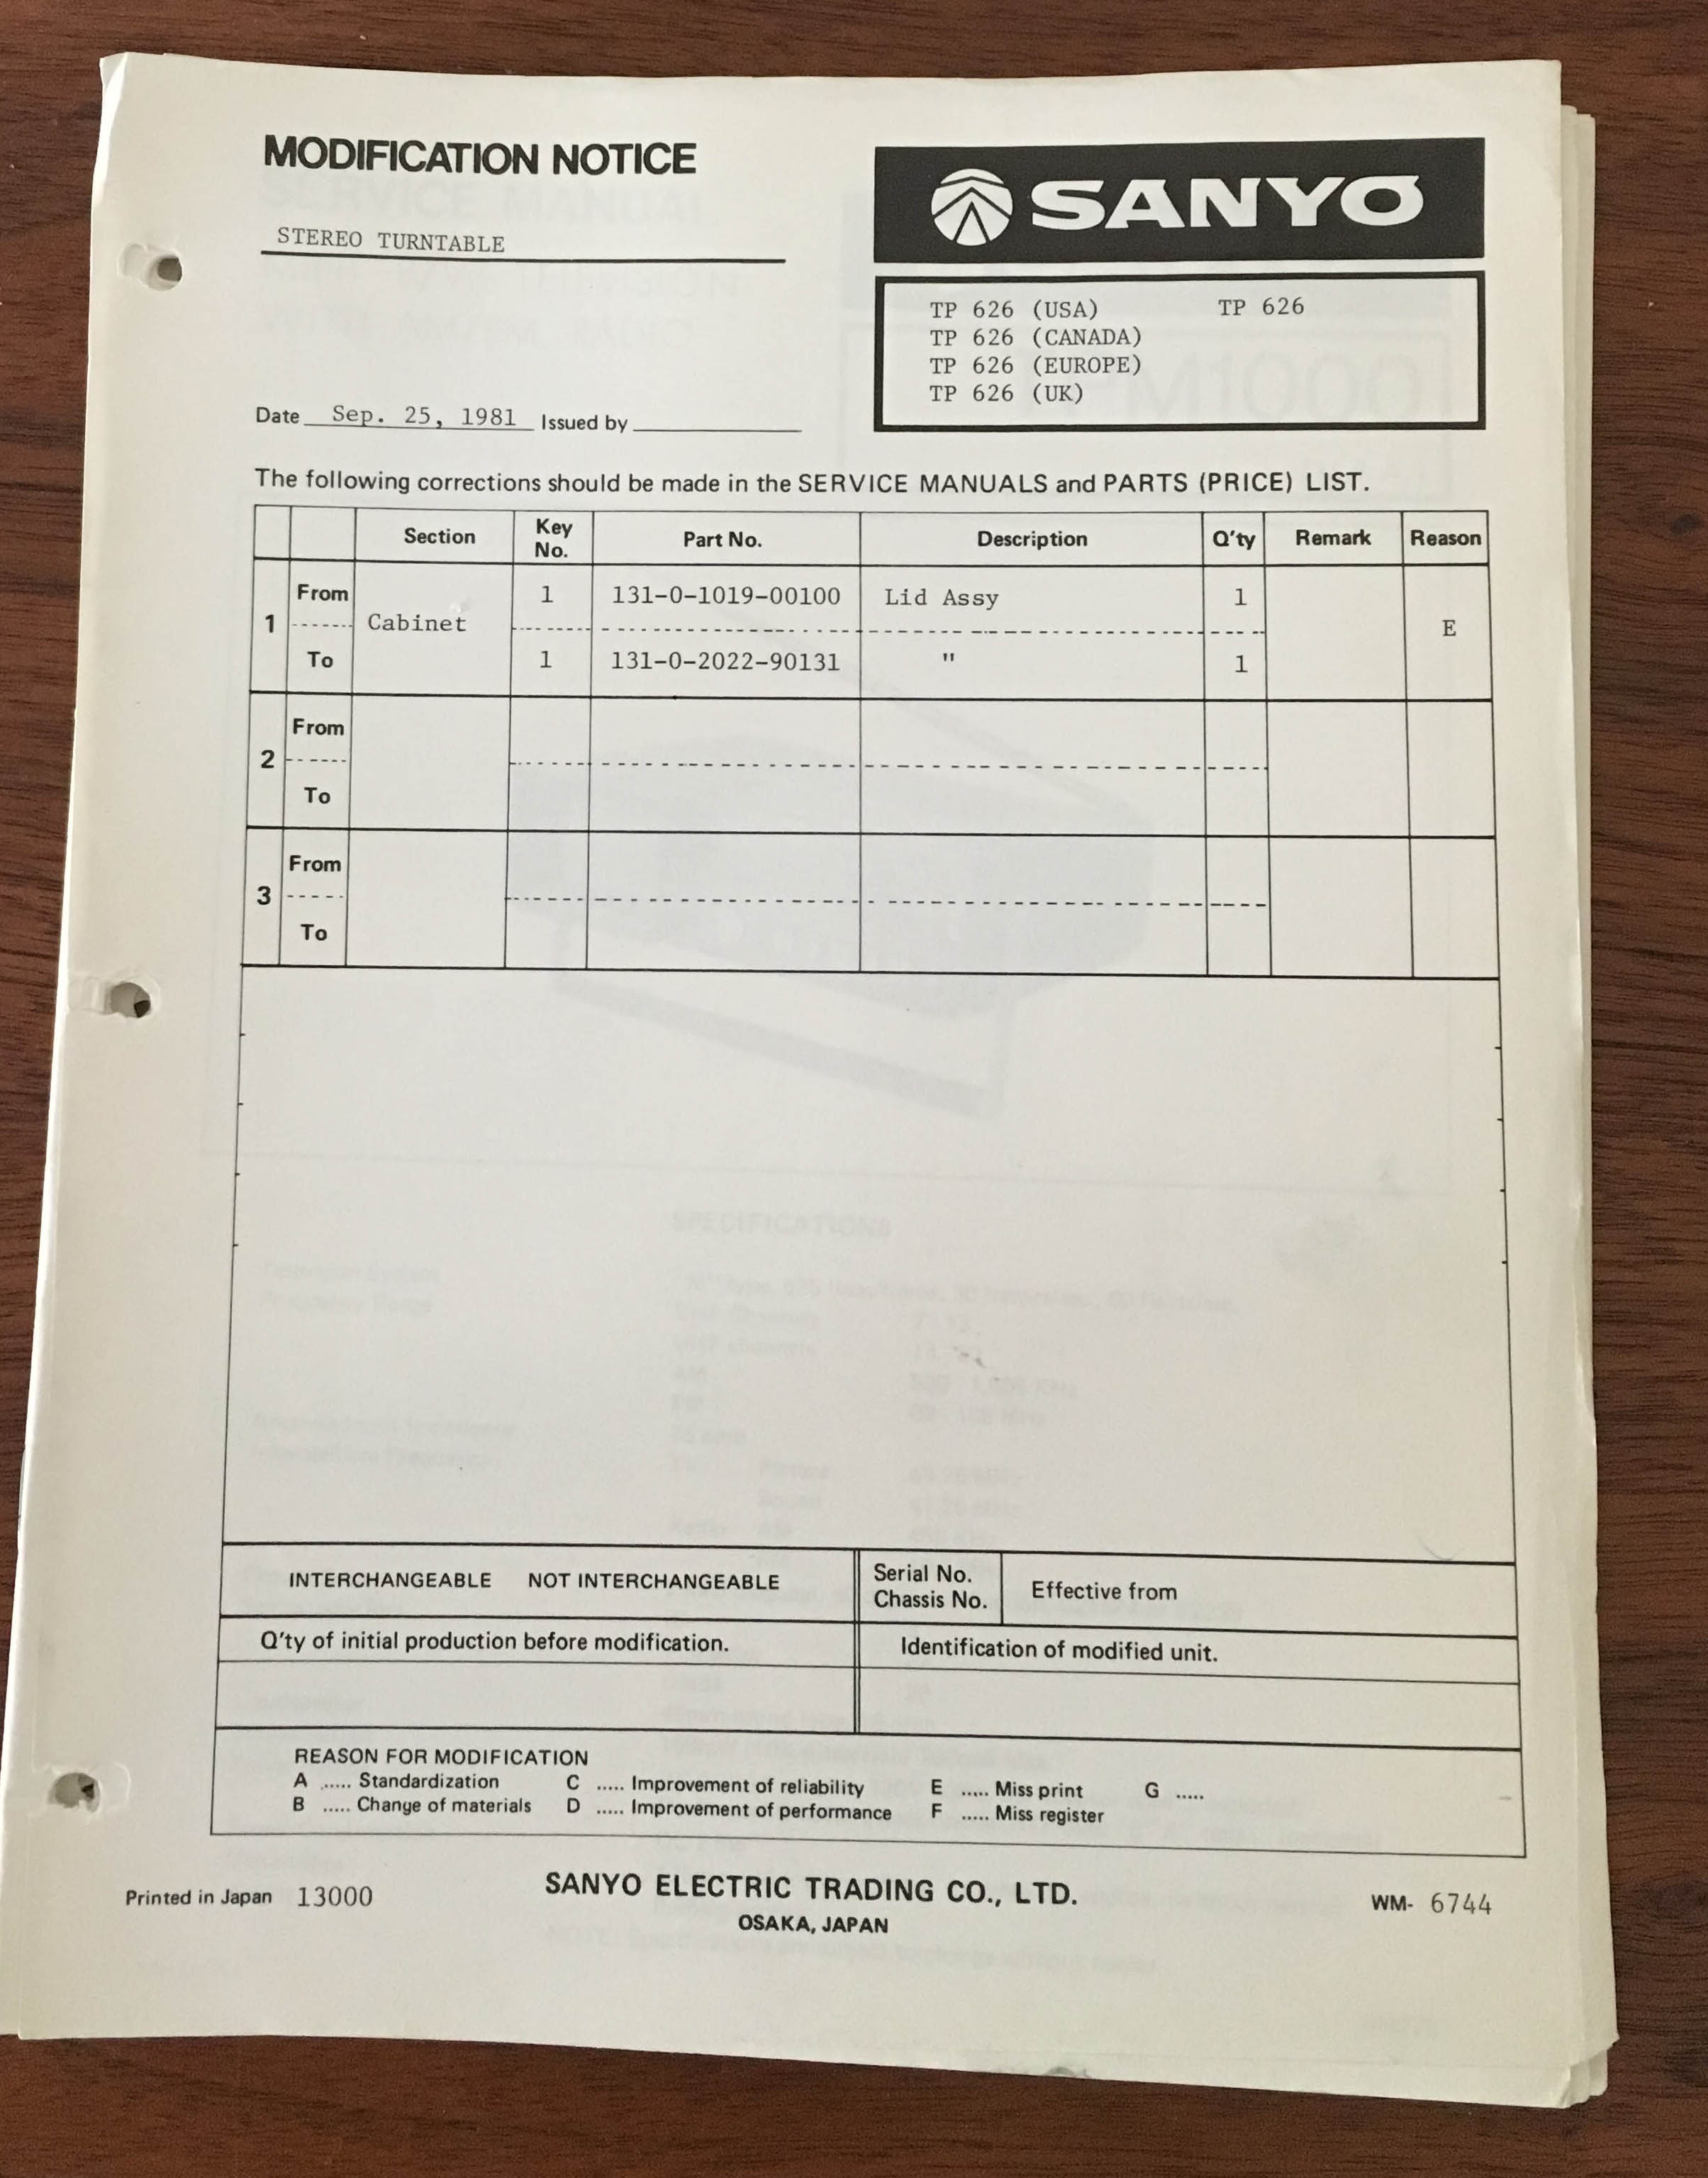 MODIFICATION NOTICE
STEREO TURNTABLE
SANYO
TP 626 (USA) TP 626
TP 626 (CANADA)
TP 626 (EUROPE)
TP 626 (UK)
Date Sep. 25, 1981 Issued by
The following corrections should be made in the SERVICE MANUALS and PARTS (PRICE) LIST.
Section Key No. Part No. Description Q'ty Remark Reason
1 From Cabinet 1 131-0-1019-00100 Lid Assy 1 E
To 1 131-0-2022-90131 " 1
2 From
To
3 From
To
INTERCHANGEABLE NOT INTERCHANGEABLE
Serial No.
Chassis No.
Effective from
Q'ty of initial production before modification.
Identification of modified unit.
REASON FOR MODIFICATION
A ..... Standardization C ..... Improvement of reliability E ..... Miss print G .....
B ..... Change of materials D ..... Improvement of performance F ..... Miss register
Printed in Japan 13000
SANYO ELECTRIC TRADING CO., LTD.
OSAKA, JAPAN
WM- 6744
SERVICE MANUAL
TPM1000
SPECIFICATIONS